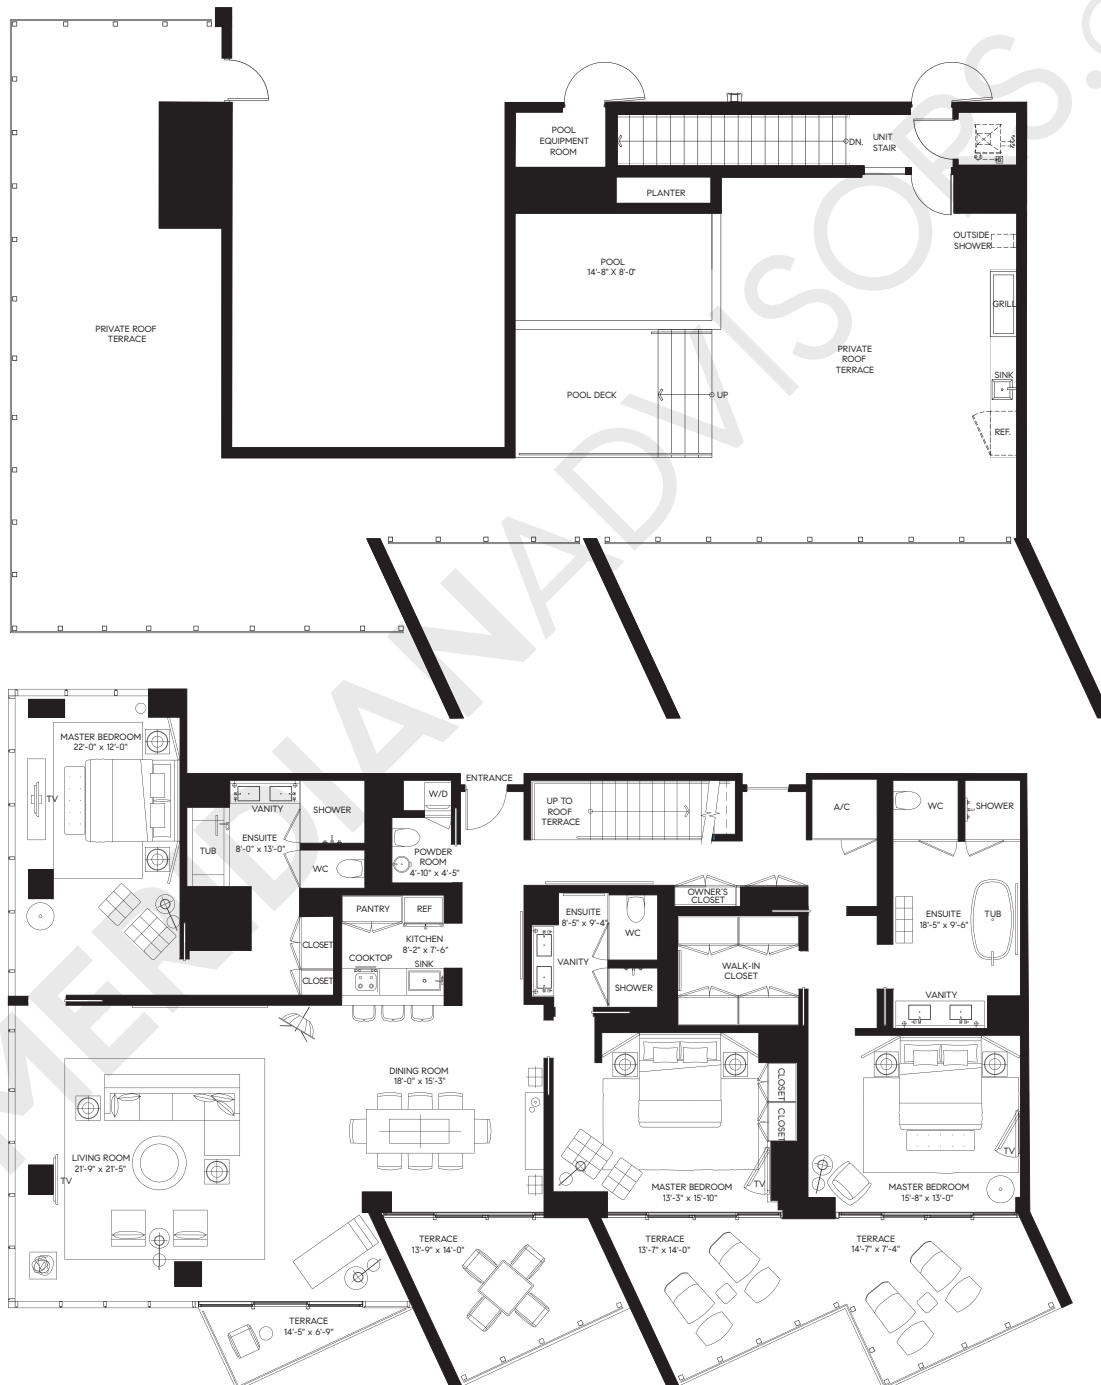 POOL
EQUIPMENT
ROOM
DN.
UNIT
STAIR
PLANTER
OUTSIDE
SHOWER
POOL
14'-8" X 8'-0"
GRILL
PRIVATE ROOF
TERRACE
PRIVATE
ROOF
TERRACE
SINK
POOL DECK
UP
REF.
MERIDIANADVISORS.
MASTER BEDROOM
22'-0" x 12'-0"
TV
ENTRANCE
VANITY
SHOWER
W/D
UP TO
ROOF
TERRACE
A/C
WC
SHOWER
ENSUITE
8'-0" x 13'-0"
TUB
WC
POWDER
ROOM
4'-10" x 4'-5"
OWNER'S
CLOSET
PANTRY
REF
ENSUITE
8'-5" x 9'-4"
WC
ENSUITE
18'-5" x 9'-6"
TUB
CLOSET
KITCHEN
8'-2" x 7'-6"
COOKTOP
SINK
VANITY
WALK-IN
CLOSET
CLOSET
SHOWER
VANITY
DINING ROOM
18'-0" x 15'-3"
CLOSET
CLOSET
LIVING ROOM
21'-9" x 21'-5"
TV
MASTER BEDROOM
13'-3" x 15'-10"
TV
MASTER BEDROOM
15'-8" x 13'-0"
TV
TERRACE
13'-9" x 14'-0"
TERRACE
13'-7" x 14'-0"
TERRACE
14'-7" x 7'-4"
TERRACE
14'-5" x 6'-9"